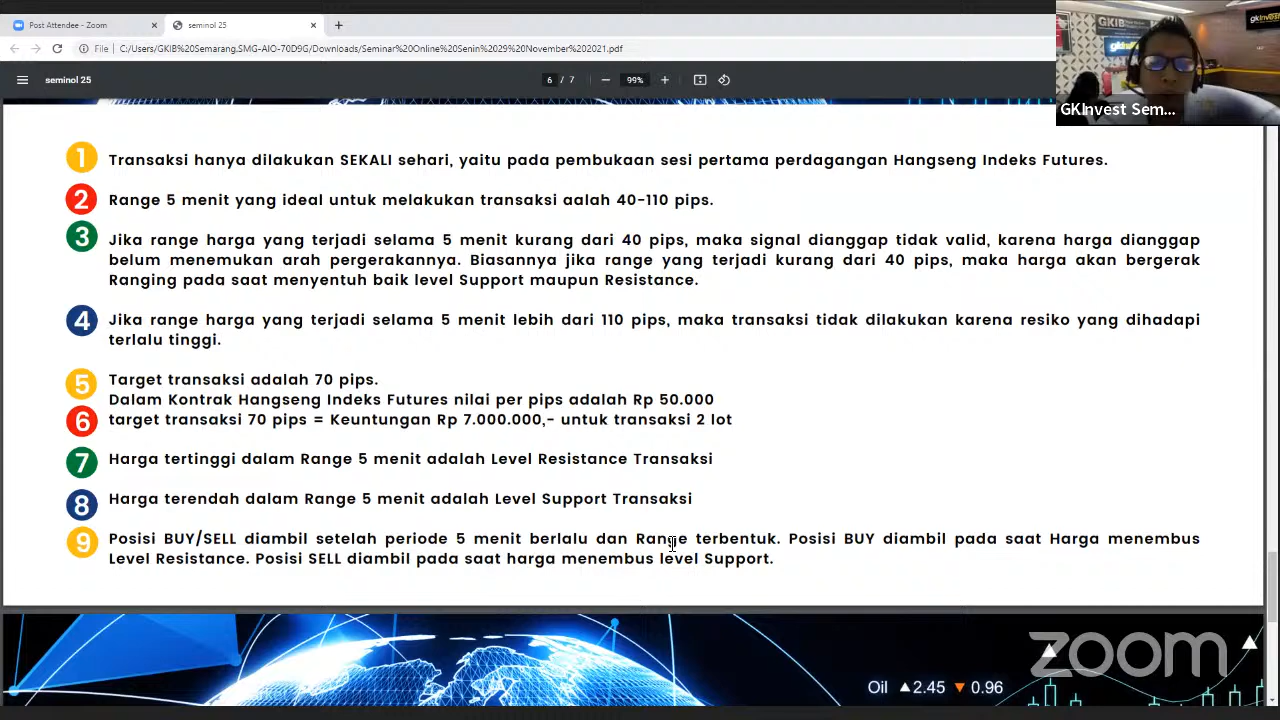 Post Attendee - Zoom
seminol 25
File
C:/Users/GKIB%20Semarang.SMG-AIO-70D9G/Downloads/Seminar%20Online%20Senin%2029%20November%202021.pdf
seminol 25
6 / 7
99%
GKInvest Sem...
1 Transaksi hanya dilakukan SEKALI sehari, yaitu pada pembukaan sesi pertama perdagangan Hangseng Indeks Futures.
2 Range 5 menit yang ideal untuk melakukan transaksi aalah 40-110 pips.
3 Jika range harga yang terjadi selama 5 menit kurang dari 40 pips, maka signal dianggap tidak valid, karena harga dianggap
belum menemukan arah pergerakannya. Biasannya jika range yang terjadi kurang dari 40 pips, maka harga akan bergerak
Ranging pada saat menyentuh baik level Support maupun Resistance.
4 Jika range harga yang terjadi selama 5 menit lebih dari 110 pips, maka transaksi tidak dilakukan karena resiko yang dihadapi
terlalu tinggi.
5 Target transaksi adalah 70 pips.
Dalam Kontrak Hangseng Indeks Futures nilai per pips adalah Rp 50.000
6 target transaksi 70 pips = Keuntungan Rp 7.000.000,- untuk transaksi 2 lot
7 Harga tertinggi dalam Range 5 menit adalah Level Resistance Transaksi
8 Harga terendah dalam Range 5 menit adalah Level Support Transaksi
9 Posisi BUY/SELL diambil setelah periode 5 menit berlalu dan Range terbentuk. Posisi BUY diambil pada saat Harga menembus
Level Resistance. Posisi SELL diambil pada saat harga menembus level Support.
zoom
Oil ▲2.45 ▼0.96